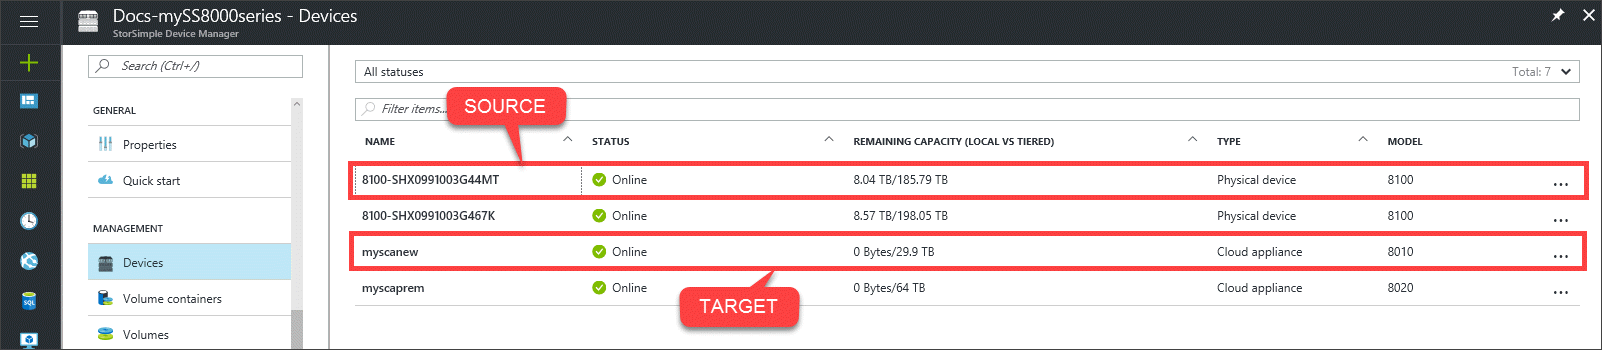 Docs-mySS8000series - Devices
StorSimple Device Manager
Search (Ctrl+/)
GENERAL
Properties
Quick start
MANAGEMENT
Devices
Volume containers
Volumes
SQL
All statuses Total: 7
Filter items...
SOURCE
NAME STATUS REMAINING CAPACITY (LOCAL VS TIERED) TYPE MODEL
8100-SHX0991003G44MT Online 8.04 TB/185.79 TB Physical device 8100 ...
8100-SHX0991003G467K Online 8.57 TB/198.05 TB Physical device 8100 ...
myscanew Online 0 Bytes/29.9 TB Cloud appliance 8010 ...
myscaprem Online 0 Bytes/64 TB Cloud appliance 8020 ...
TARGET